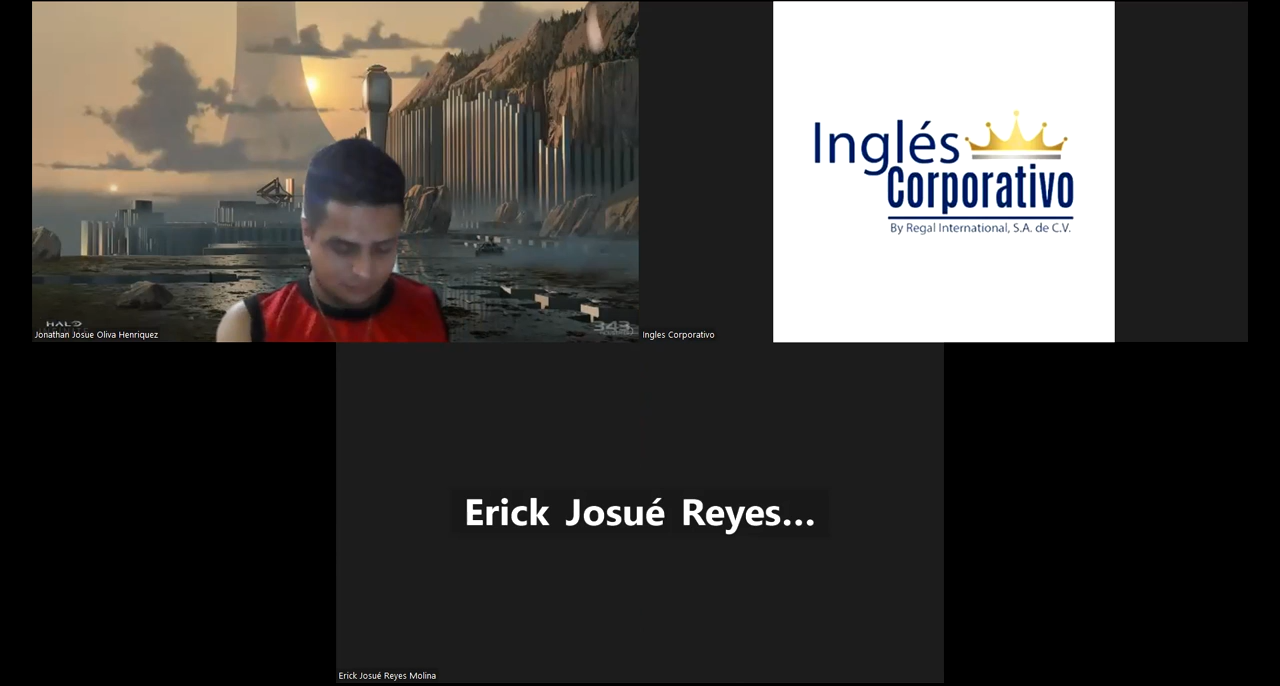 HALO
343
Jonathan Josue Oliva Henriquez
Inglés
Corporativo
By Regal International, S.A. de C.V.
Ingles Corporativo
Erick Josué Reyes...
Erick Josué Reyes Molina